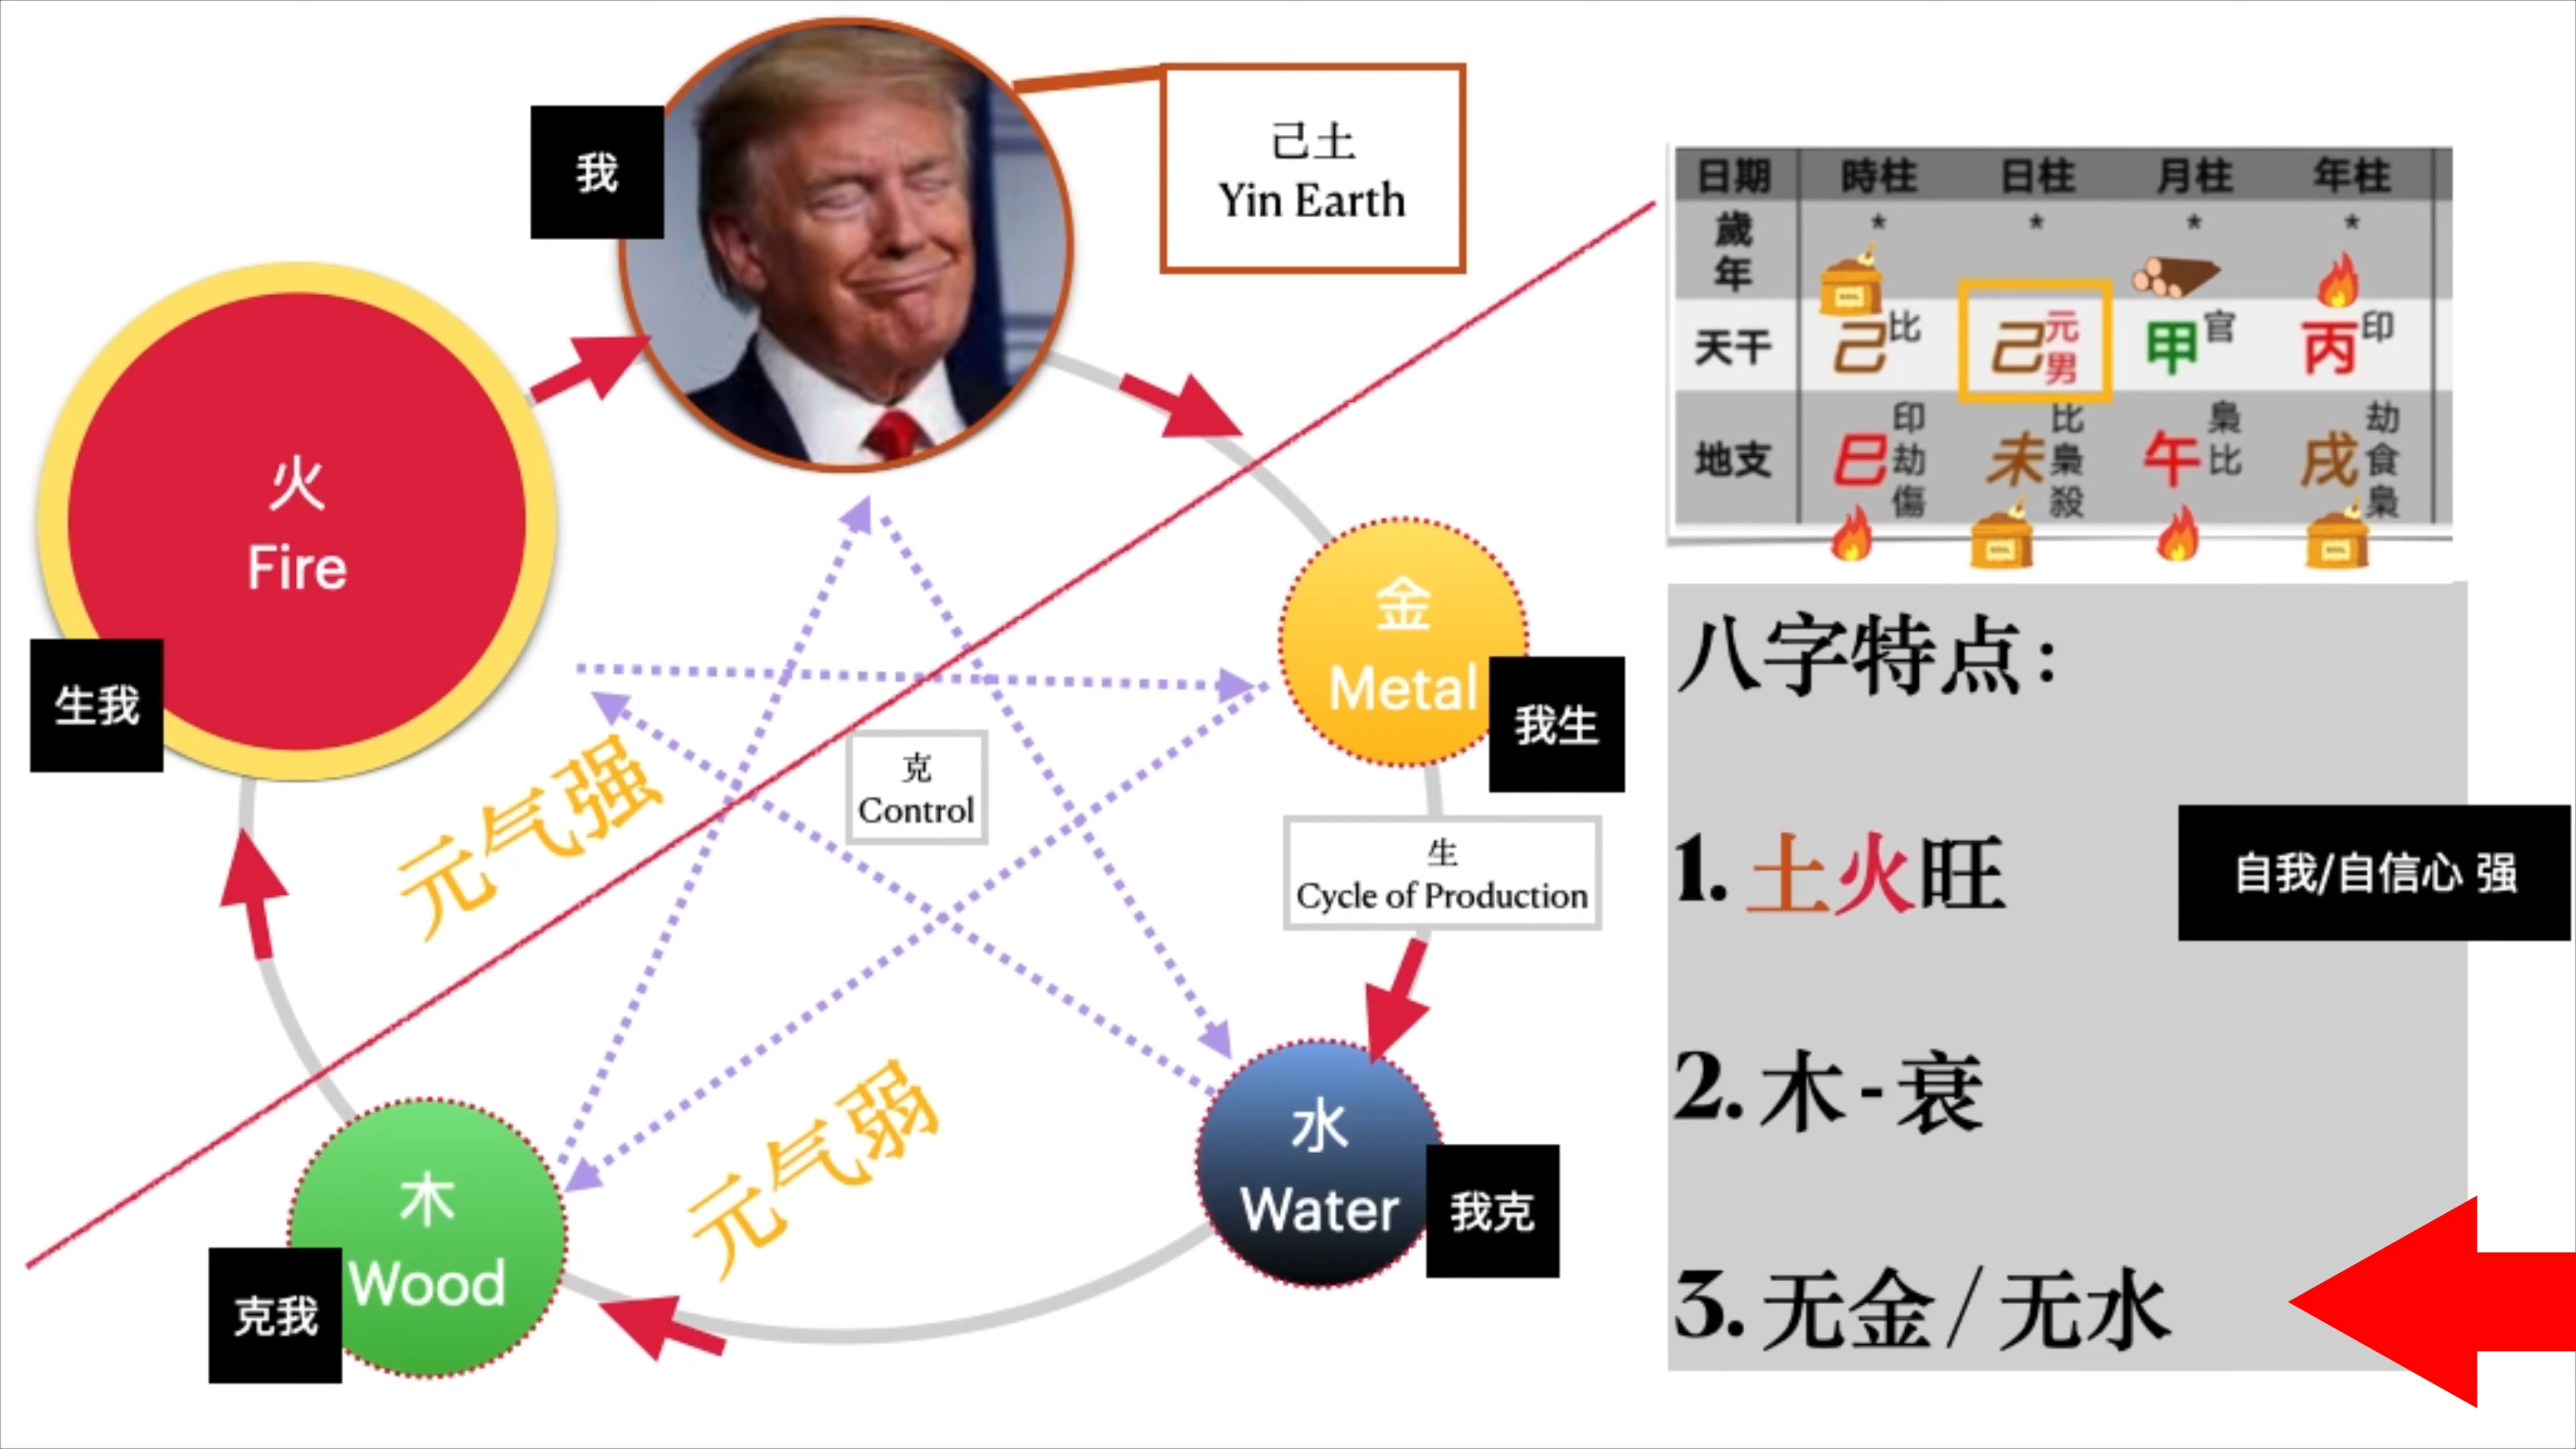 我
己土
Yin Earth
火
Fire
生我
金
Metal
我生
克
Control
生
Cycle of Production
元气强
元气弱
水
Water
我克
木
Wood
克我
日期 時柱 日柱 月柱 年柱
歲 * * * *
年
天干 己 比 己 元男 甲 官 丙 印
地支 巳 印劫傷 未 比梟殺 午 梟比 戌 劫食梟
八字特点：
1. 土火旺
自我/自信心 强
2. 木 - 衰
3. 无金 / 无水